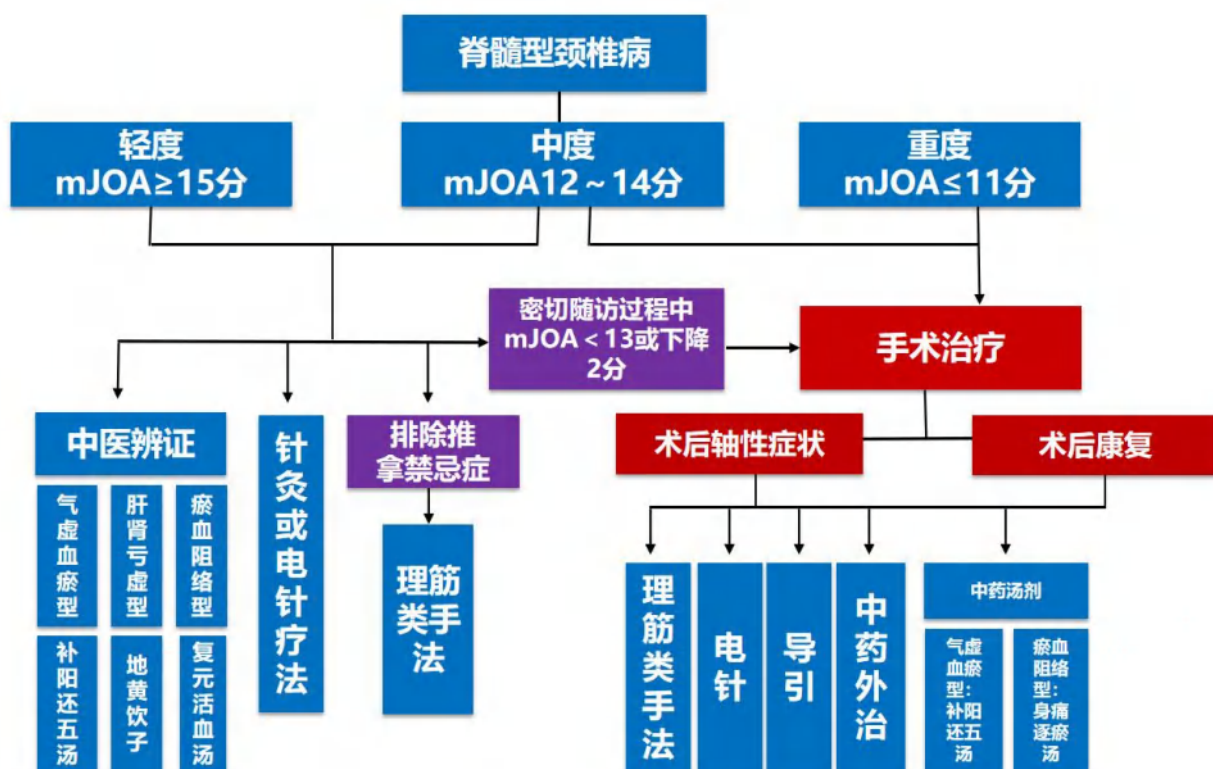 脊髓型颈椎病
轻度
mJOA≥15分
中度
mJOA12~14分
重度
mJOA≤11分
密切随访过程中
mJOA<13或下降
2分
手术治疗
中医辨证
针灸或电针疗法
排除推
拿禁忌症
术后轴性症状
术后康复
气虚血瘀型
肝肾亏虚型
瘀血阻络型
理筋
类手
法
补阳还五汤
地黄饮子
复元活血汤
理筋类手法
电针
导引
中药外治
中药汤剂
气虚
血瘀
型:
补阳
还五
汤
瘀血
阻络
型:
身痛
逐瘀
汤